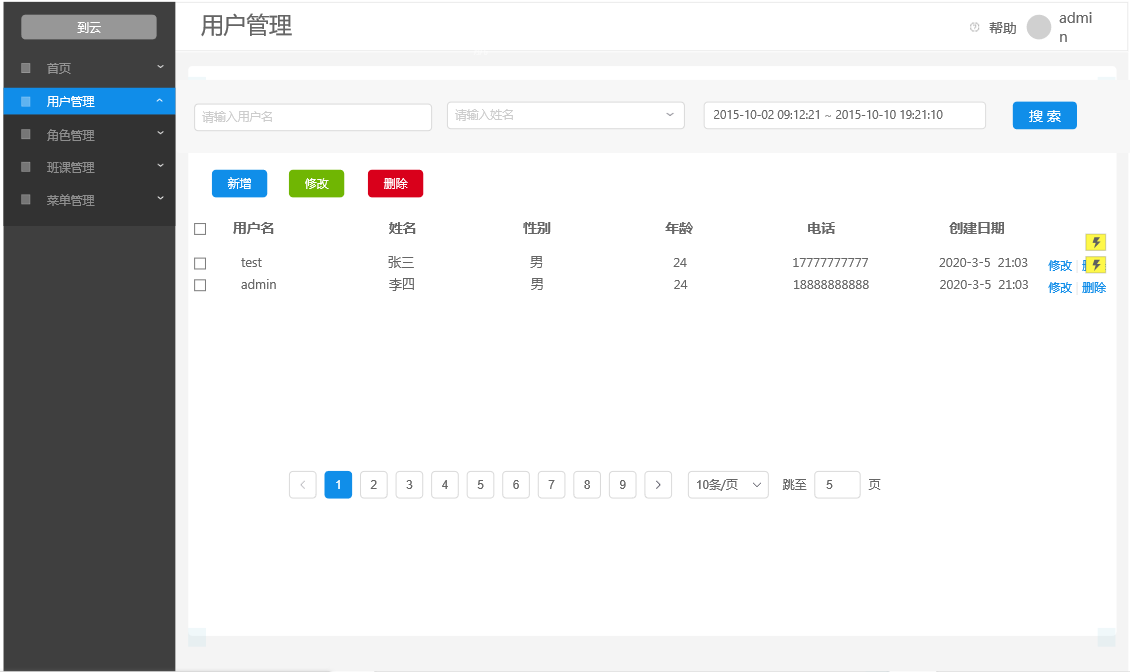 到云
首页
用户管理
角色管理
班课管理
菜单管理
用户管理
帮助
admi
n
请输入用户名
请输入姓名
2015-10-02 09:12:21 ~ 2015-10-10 19:21:10
搜 索
新增
修改
删除
用户名 姓名 性别 年龄 电话 创建日期
test 张三 男 24 17777777777 2020-3-5 21:03 修改
admin 李四 男 24 18888888888 2020-3-5 21:03 修改 删除
1 2 3 4 5 6 7 8 9 10条/页 跳至 5 页